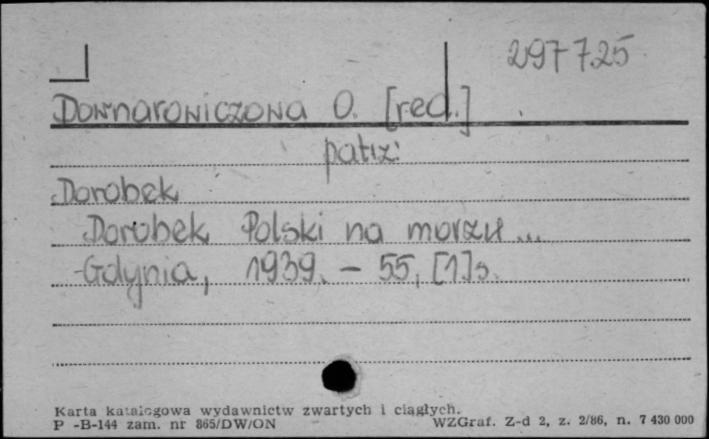 297725
Downarowiczowa O. [red.]
patrz:
Dorobek
Dorobek Polski na morzu...
Gdynia, 1939. - 55, [1]s.
Karta katalogowa wydawnictw zwartych i ciągłych.
P -B-144 zam. nr 865/DW/ON WZGraf. Z-d 2, z. 2/86, n. 7 430 000